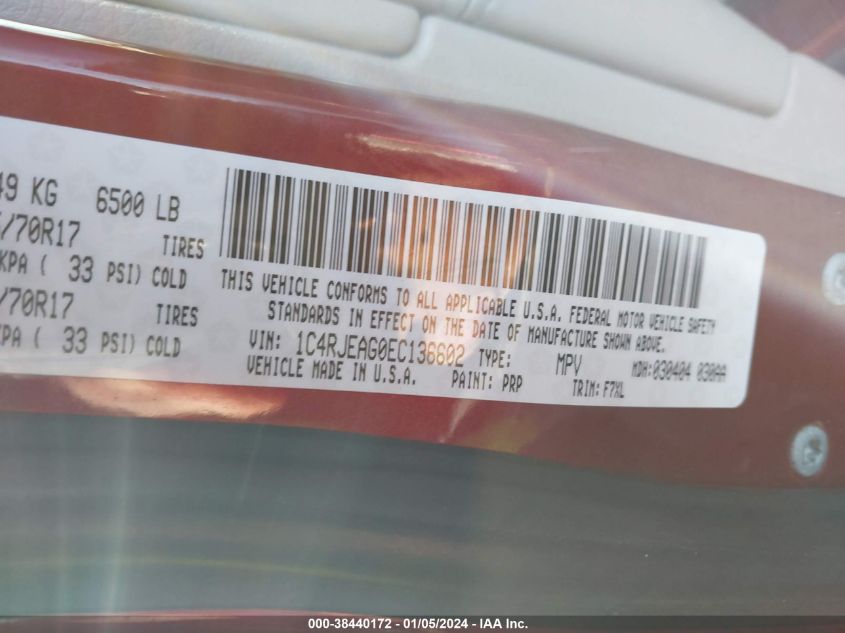 49 KG 6500 LB
/70R17 TIRES
KPA ( 33 PSI) COLD
/70R17 TIRES
KPA ( 33 PSI) COLD
THIS VEHICLE CONFORMS TO ALL APPLICABLE U.S.A. FEDERAL MOTOR VEHICLE SAFETY
STANDARDS IN EFFECT ON THE DATE OF MANUFACTURE SHOWN ABOVE.
VIN: 1C4RJEAG0EC136602 TYPE: MPV MDH:030404 030AA
VEHICLE MADE IN U.S.A. PAINT: PRP TRIM: F7XL
000-38440172 - 01/05/2024 - IAA Inc.